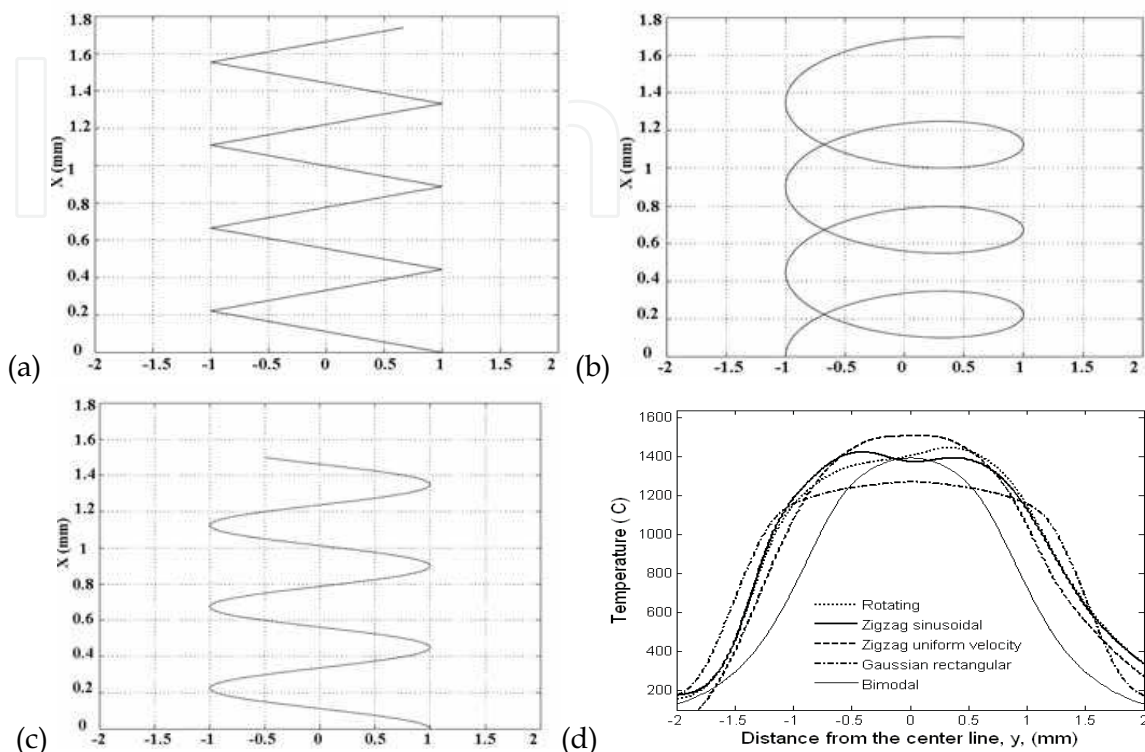 1.8
1.6
1.4
1.2
1
0.8
0.6
0.4
0.2
0
X (mm)
-2 -1.5 -1 -0.5 0 0.5 1 1.5 2
(a)
1.8
1.6
1.4
1.2
1
0.8
0.6
0.4
0.2
0
X (mm)
-2 -1.5 -1 -0.5 0 0.5 1 1.5 2
(b)
1.8
1.6
1.4
1.2
1
0.8
0.6
0.4
0.2
0
X (mm)
-2 -1.5 -1 -0.5 0 0.5 1 1.5 2
(c)
1600
1400
1200
1000
800
600
400
200
Temperature ( C)
Rotating
Zigzag sinusoidal
Zigzag uniform velocity
Gaussian rectangular
Bimodal
-2 -1.5 -1 -0.5 0 0.5 1 1.5 2
Distance from the center line, y, (mm)
(d)